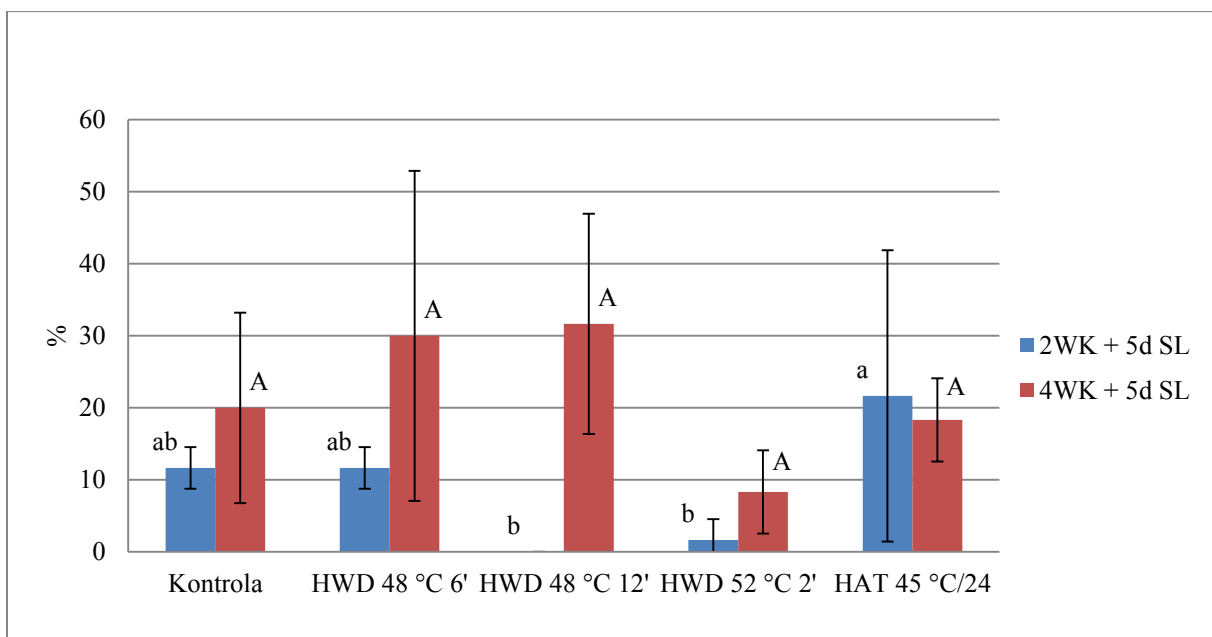 60
50
40
30
20
10
0
%
ab
A
ab
A
b
A
b
A
a
A
Kontrola
HWD 48 °C 6'
HWD 48 °C 12'
HWD 52 °C 2'
HAT 45 °C/24
2WK + 5d SL
4WK + 5d SL